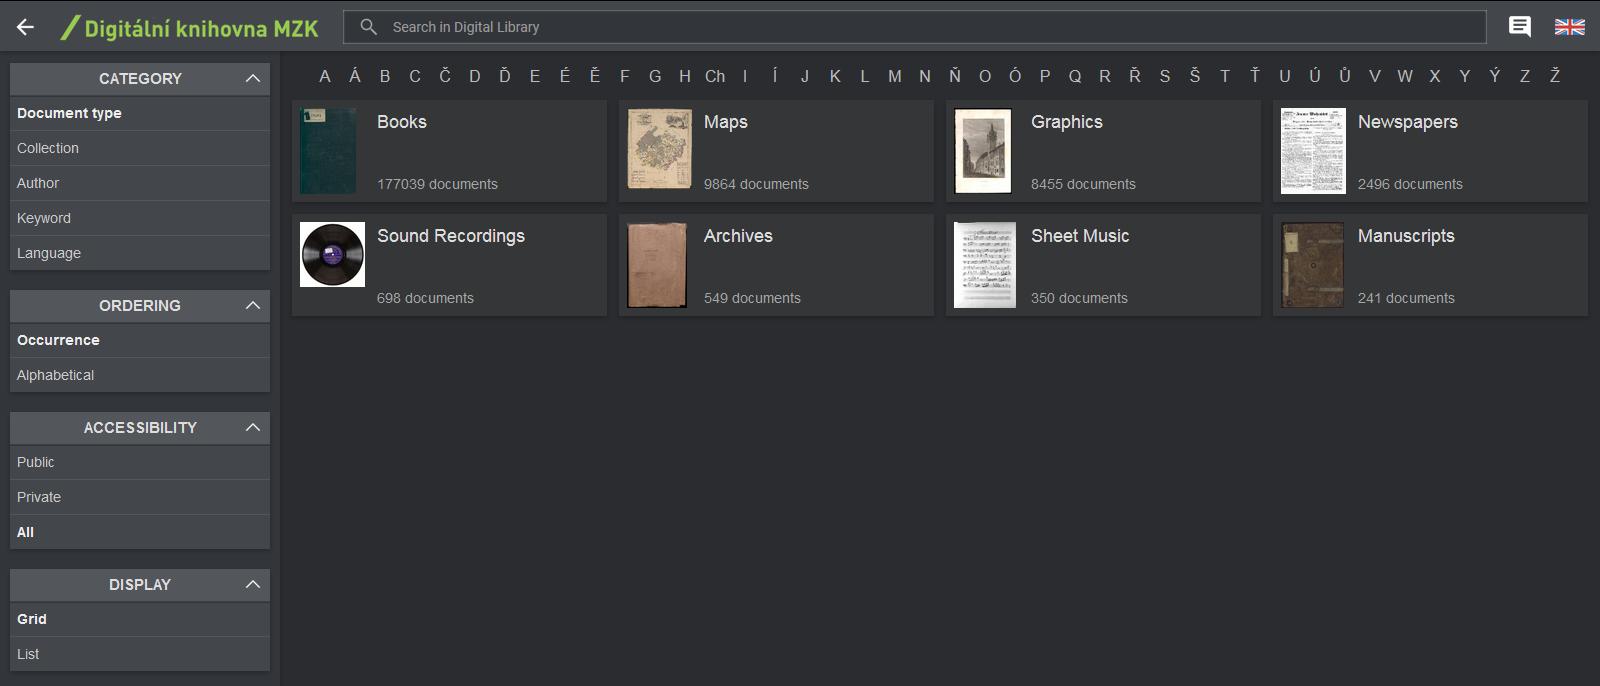 Digitální knihovna MZK
Search in Digital Library
CATEGORY
Document type
Collection
Author
Keyword
Language
ORDERING
Occurrence
Alphabetical
ACCESSIBILITY
Public
Private
All
DISPLAY
Grid
List
A Á B C Č D Ď E É Ě F G H Ch I Í J K L M N Ň O Ó P Q R Ř S Š T Ť U Ú Ů V W X Y Ý Z Ž
Books
177039 documents
Maps
9864 documents
Graphics
8455 documents
Newspapers
2496 documents
Sound Recordings
698 documents
Archives
549 documents
Sheet Music
350 documents
Manuscripts
241 documents